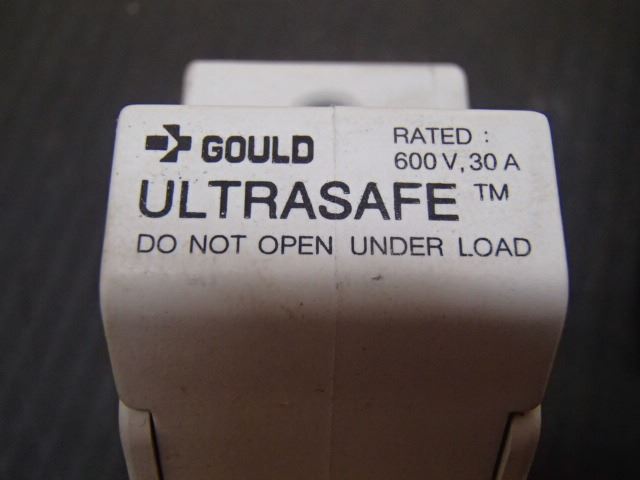 GOULD
RATED :
600 V, 30 A
ULTRASAFE ™
DO NOT OPEN UNDER LOAD